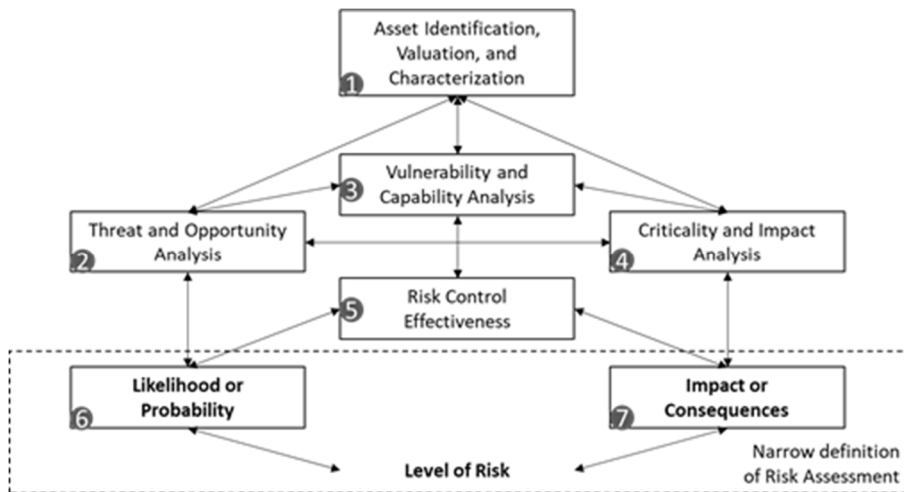 Asset Identification,
Valuation, and
Characterization
1
Vulnerability and
Capability Analysis
3
Threat and Opportunity
Analysis
2
Criticality and Impact
Analysis
4
Risk Control
Effectiveness
5
Likelihood or
Probability
6
Impact or
Consequences
7
Level of Risk
Narrow definition
of Risk Assessment